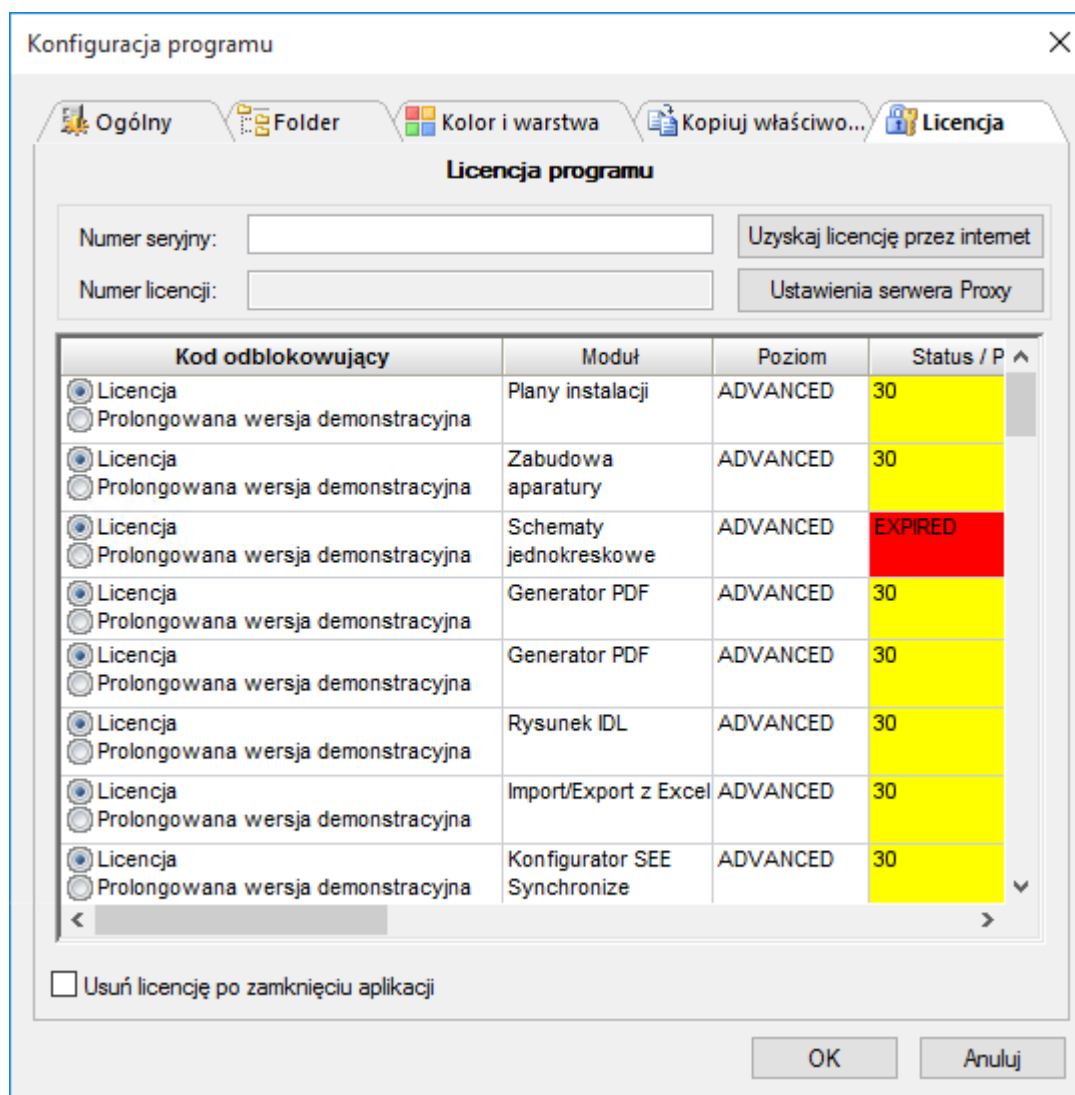 Konfiguracja programu
Ogólny Folder Kolor i warstwa Kopiuj właściwo... Licencja
Licencja programu
Numer seryjny: Uzyskaj licencję przez internet
Numer licencji: Ustawienia serwera Proxy
Kod odblokowujący Moduł Poziom Status / P
Licencja Plany instalacji ADVANCED 30
Prolongowana wersja demonstracyjna
Licencja Zabudowa ADVANCED 30
Prolongowana wersja demonstracyjna aparatury
Licencja Schematy ADVANCED EXPIRED
Prolongowana wersja demonstracyjna jednokreskowe
Licencja Generator PDF ADVANCED 30
Prolongowana wersja demonstracyjna
Licencja Generator PDF ADVANCED 30
Prolongowana wersja demonstracyjna
Licencja Rysunek IDL ADVANCED 30
Prolongowana wersja demonstracyjna
Licencja Import/Export z Excel ADVANCED 30
Prolongowana wersja demonstracyjna
Licencja Konfigurator SEE ADVANCED 30
Prolongowana wersja demonstracyjna Synchronize
Usuń licencję po zamknięciu aplikacji
OK Anuluj